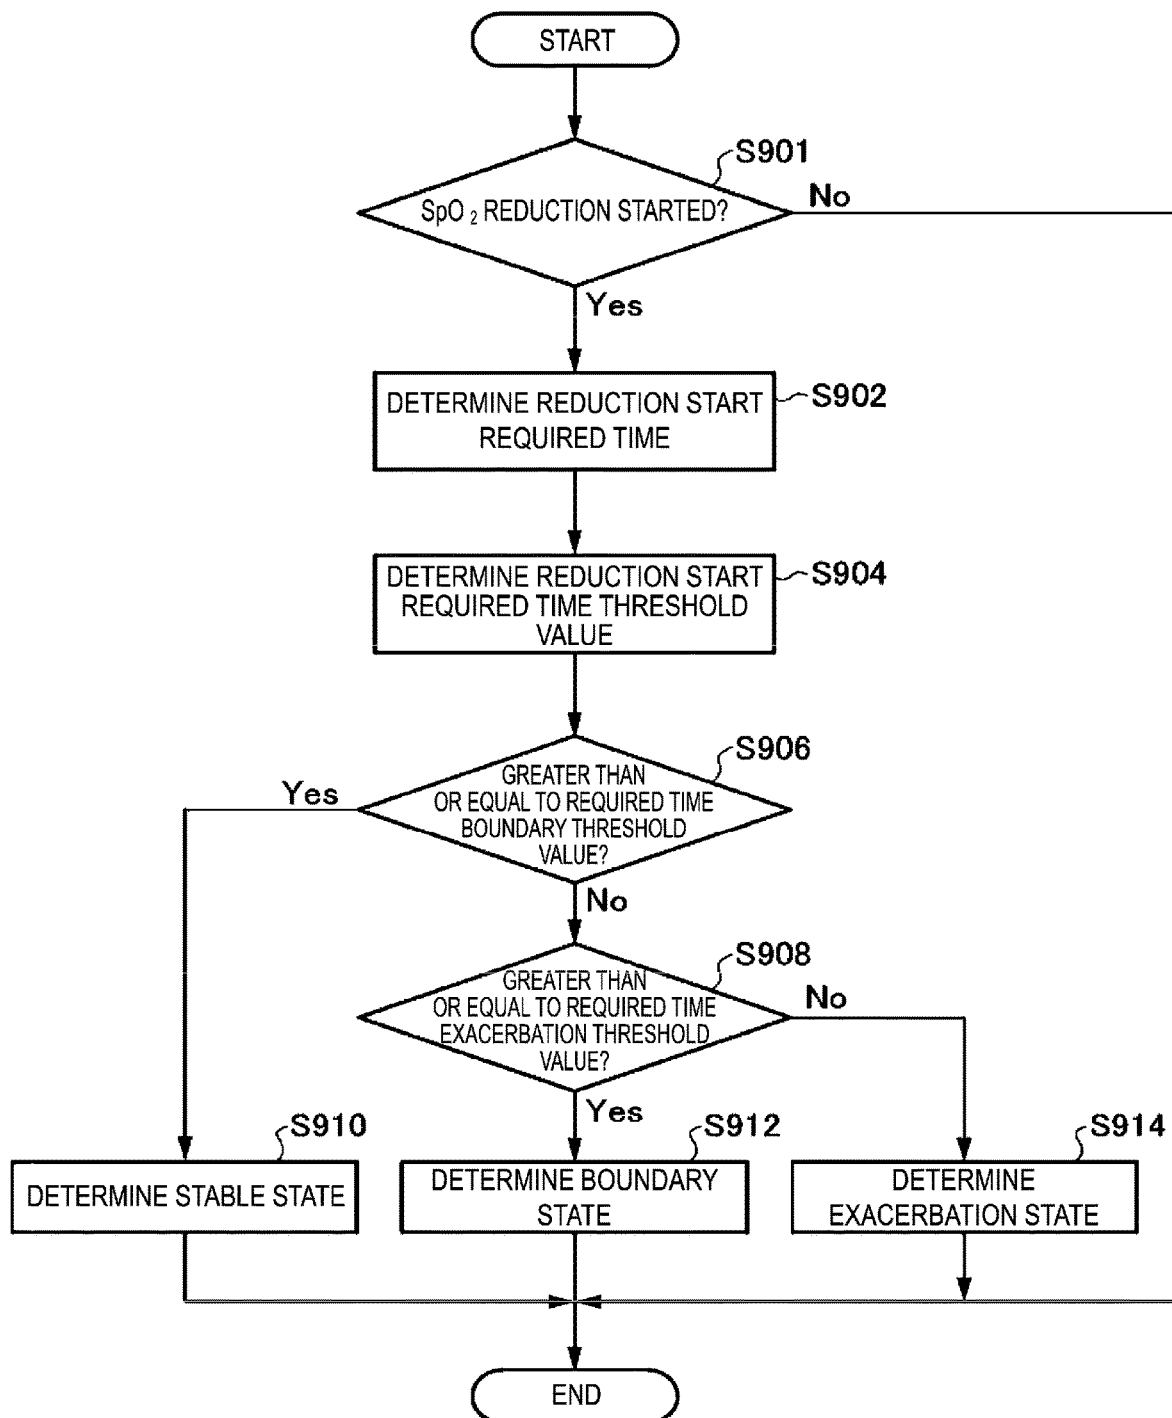 START
S901
SpO2 REDUCTION STARTED?
No
Yes
S902
DETERMINE REDUCTION START
REQUIRED TIME
S904
DETERMINE REDUCTION START
REQUIRED TIME THRESHOLD
VALUE
S906
GREATER THAN
OR EQUAL TO REQUIRED TIME
BOUNDARY THRESHOLD
VALUE?
Yes
No
S908
GREATER THAN
OR EQUAL TO REQUIRED TIME
EXACERBATION THRESHOLD
VALUE?
No
Yes
S910
DETERMINE STABLE STATE
S912
DETERMINE BOUNDARY
STATE
S914
DETERMINE
EXACERBATION STATE
END